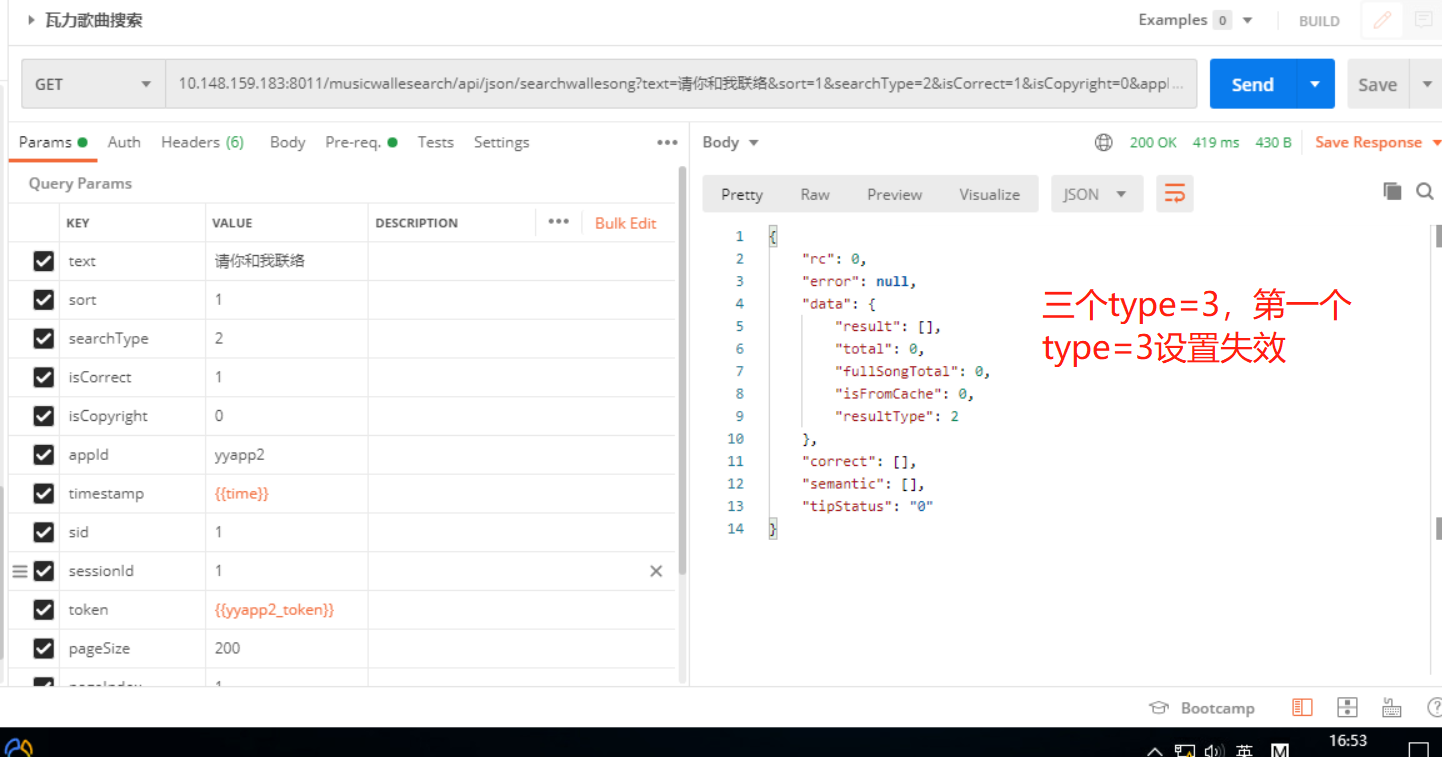 瓦力歌曲搜索
Examples 0
BUILD
GET
10.148.159.183:8011/musicwallesearch/api/json/searchwallesong?text=请你和我联络&sort=1&searchType=2&isCorrect=1&isCopyright=0&appI...
Send
Save
Params
Auth
Headers (6)
Body
Pre-req.
Tests
Settings
Query Params
KEY VALUE DESCRIPTION ••• Bulk Edit
text 请你和我联络
sort 1
searchType 2
isCorrect 1
isCopyright 0
appId yyapp2
timestamp {{time}}
sid 1
sessionId 1
token {{yyapp2_token}}
pageSize 200
Body
200 OK 419 ms 430 B Save Response
Pretty Raw Preview Visualize JSON
1 {
2 "rc": 0,
3 "error": null,
4 "data": {
5 "result": [],
6 "total": 0,
7 "fullSongTotal": 0,
8 "isFromCache": 0,
9 "resultType": 2
10 },
11 "correct": [],
12 "semantic": [],
13 "tipStatus": "0"
14 }
三个type=3，第一个
type=3设置失效
Bootcamp
英
M
16:53